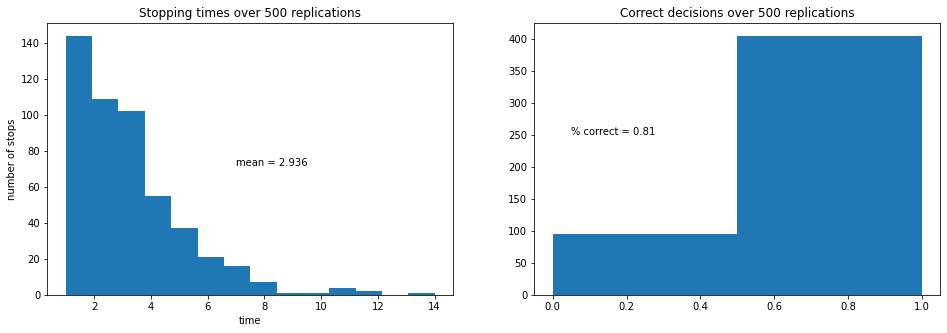 Stopping times over 500 replications
140
120
100
80
60
40
20
0
number of stops
mean = 2.936
2 4 6 8 10 12 14
time
Correct decisions over 500 replications
400
350
300
250
200
150
100
50
0
% correct = 0.81
0.0 0.2 0.4 0.6 0.8 1.0